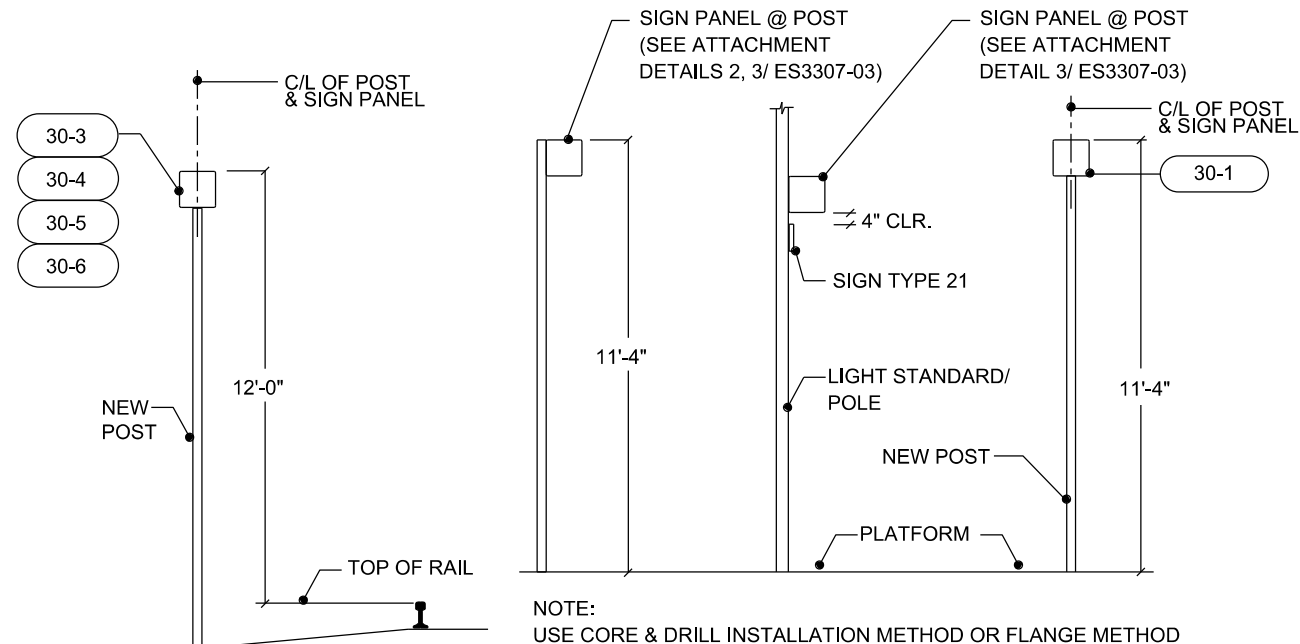 SIGN PANEL @ POST
(SEE ATTACHMENT
DETAILS 2, 3/ ES3307-03)
SIGN PANEL @ POST
(SEE ATTACHMENT
DETAIL 3/ ES3307-03)
C/L OF POST
& SIGN PANEL
C/L OF POST
& SIGN PANEL
30-3
30-4
30-5
30-6
30-1
4" CLR.
SIGN TYPE 21
11'-4"
12'-0"
LIGHT STANDARD/
POLE
11'-4"
NEW
POST
NEW POST
PLATFORM
TOP OF RAIL
NOTE:
USE CORE & DRILL INSTALLATION METHOD OR FLANGE METHOD